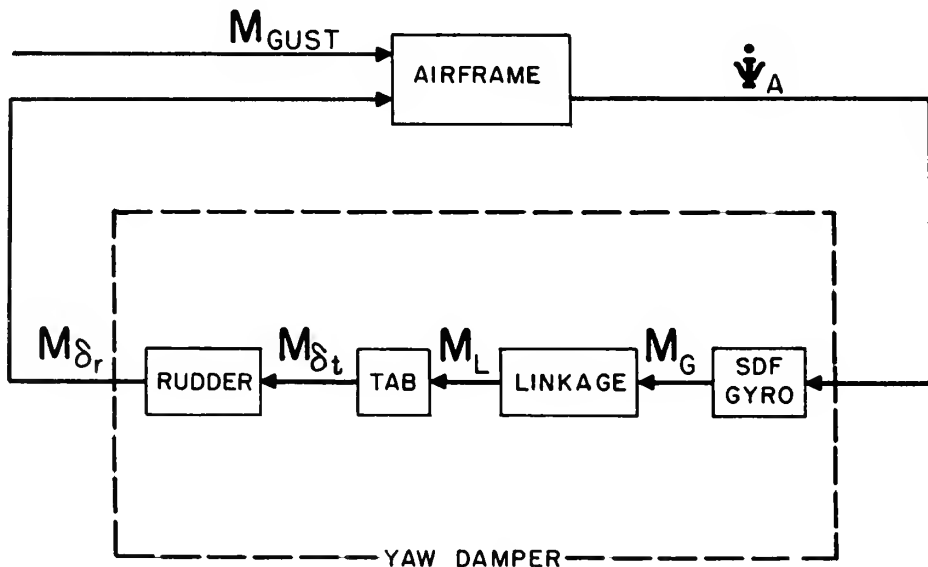 M_GUST
AIRFRAME
ψ̇_A
M_δr
RUDDER
M_δt
TAB
M_L
LINKAGE
M_G
SDF
GYRO
YAW DAMPER